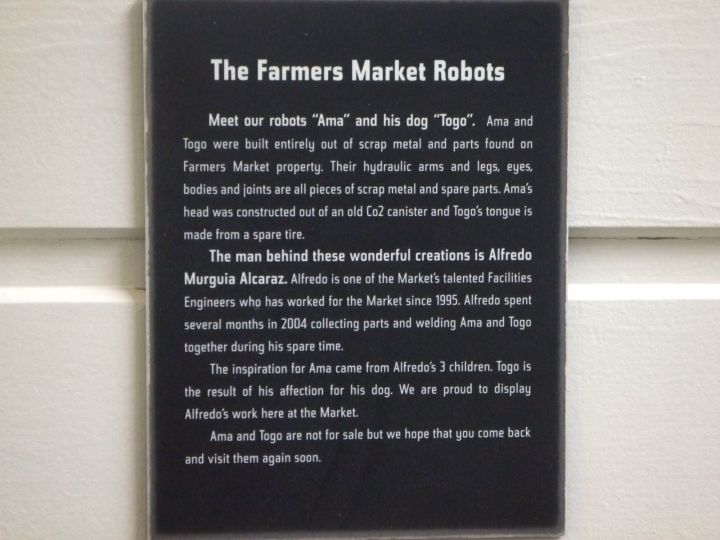 The Farmers Market Robots
Meet our robots “Ama” and his dog “Togo”. Ama and
Togo were built entirely out of scrap metal and parts found on
Farmers Market property. Their hydraulic arms and legs, eyes,
bodies and joints are all pieces of scrap metal and spare parts. Ama’s
head was constructed out of an old Co2 canister and Togo’s tongue is
made from a spare tire.
The man behind these wonderful creations is Alfredo
Murguia Alcaraz. Alfredo is one of the Market’s talented Facilities
Engineers who has worked for the Market since 1995. Alfredo spent
several months in 2004 collecting parts and welding Ama and Togo
together during his spare time.
The inspiration for Ama came from Alfredo’s 3 children. Togo is
the result of his affection for his dog. We are proud to display
Alfredo’s work here at the Market.
Ama and Togo are not for sale but we hope that you come back
and visit them again soon.